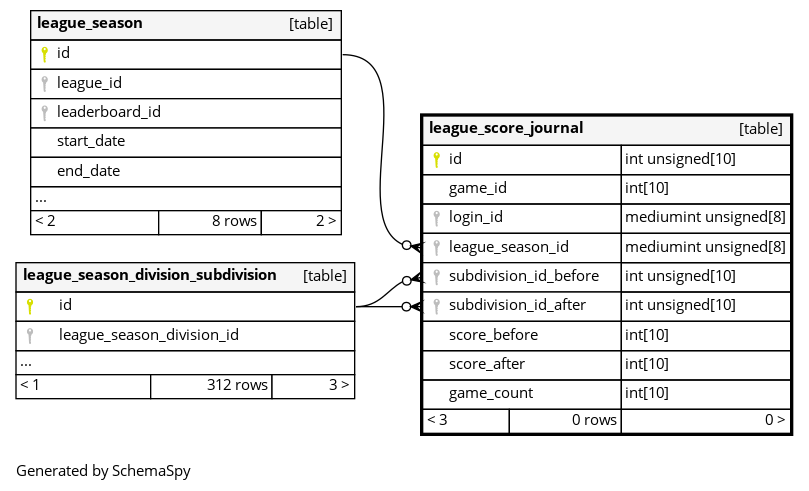 league_season [table]
id
league_id
leaderboard_id
start_date
end_date
...
< 2 8 rows 2 >
league_season_division_subdivision [table]
id
league_season_division_id
...
< 1 312 rows 3 >
league_score_journal [table]
id int unsigned[10]
game_id int[10]
login_id mediumint unsigned[8]
league_season_id mediumint unsigned[8]
subdivision_id_before int unsigned[10]
subdivision_id_after int unsigned[10]
score_before int[10]
score_after int[10]
game_count int[10]
< 3 0 rows 0 >
Generated by SchemaSpy